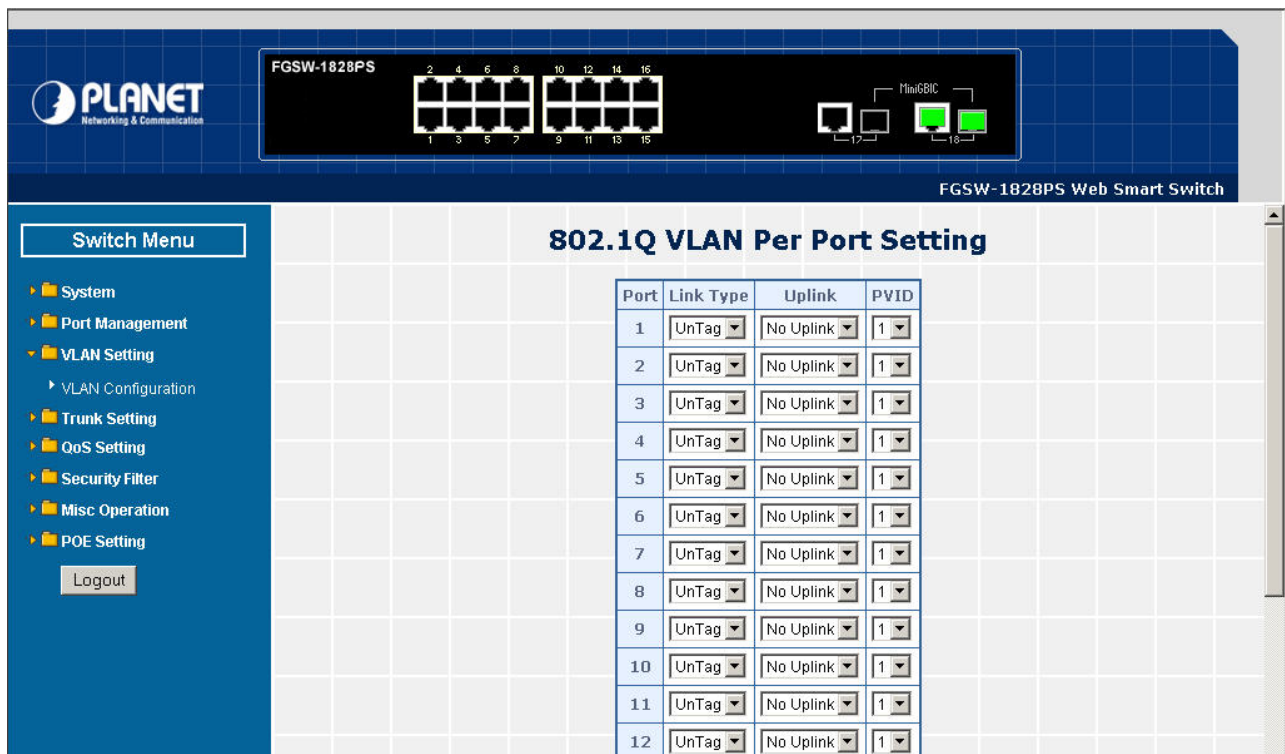 FGSW-1828PS
2 4 6 8 10 12 14 16
MiniGBIC
PLANET
Networking & Communication
1 3 5 7 9 11 13 15
17 18
FGSW-1828PS Web Smart Switch
Switch Menu
System
Port Management
VLAN Setting
VLAN Configuration
Trunk Setting
QoS Setting
Security Filter
Misc Operation
POE Setting
Logout
802.1Q VLAN Per Port Setting
Port Link Type Uplink PVID
1 UnTag No Uplink 1
2 UnTag No Uplink 1
3 UnTag No Uplink 1
4 UnTag No Uplink 1
5 UnTag No Uplink 1
6 UnTag No Uplink 1
7 UnTag No Uplink 1
8 UnTag No Uplink 1
9 UnTag No Uplink 1
10 UnTag No Uplink 1
11 UnTag No Uplink 1
12 UnTag No Uplink 1